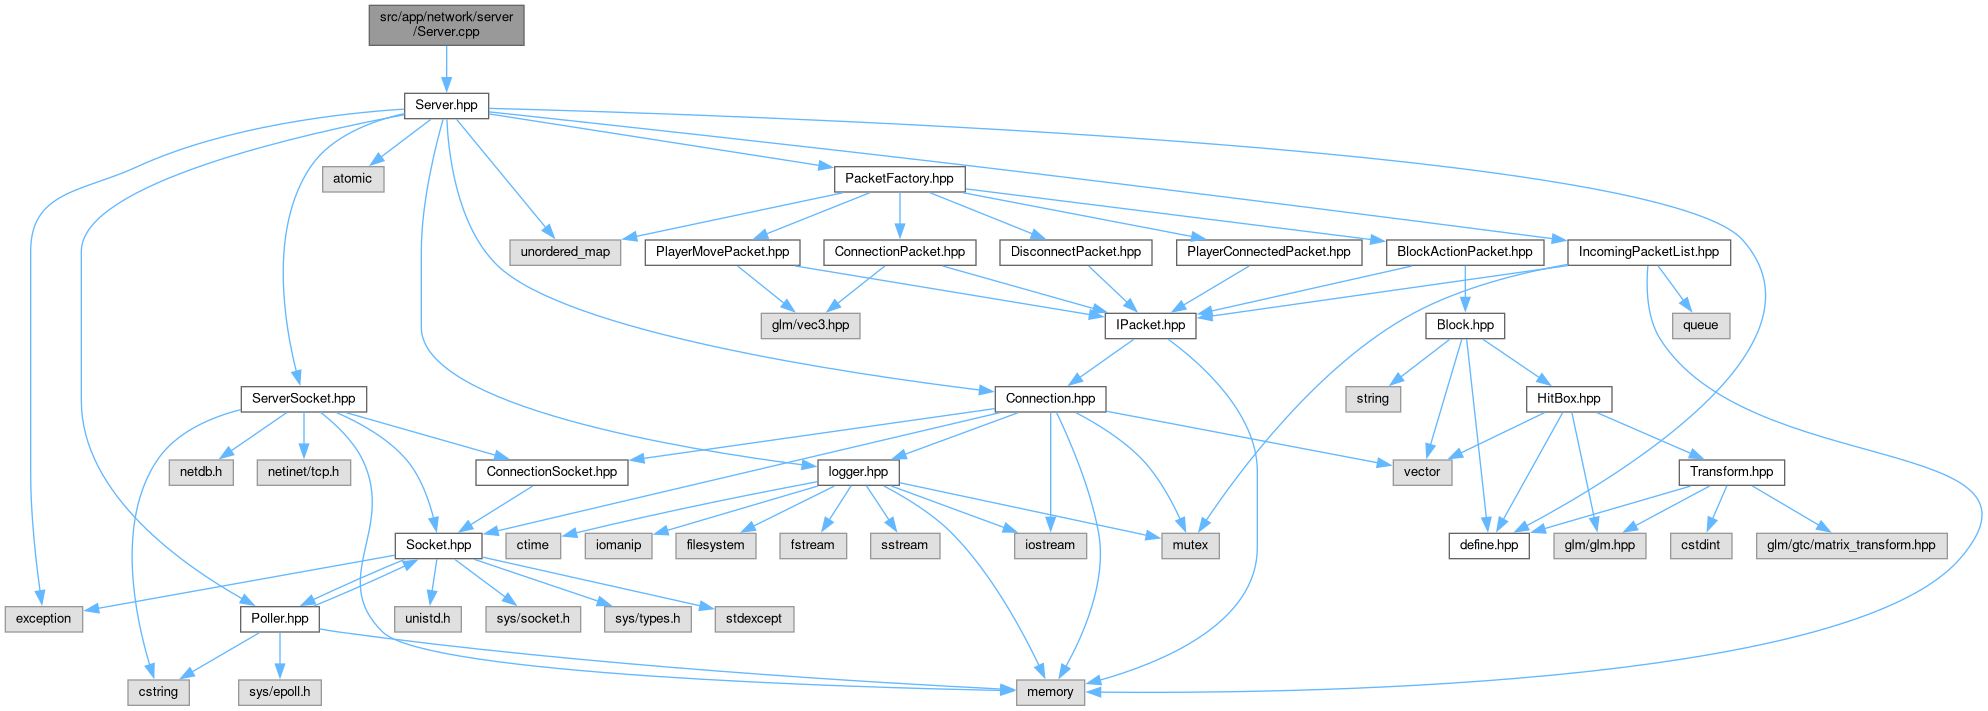 src/app/network/server
/Server.cpp
Server.hpp
atomic
PacketFactory.hpp
unordered_map
PlayerMovePacket.hpp
ConnectionPacket.hpp
DisconnectPacket.hpp
PlayerConnectedPacket.hpp
BlockActionPacket.hpp
IncomingPacketList.hpp
glm/vec3.hpp
IPacket.hpp
Block.hpp
queue
ServerSocket.hpp
Connection.hpp
string
HitBox.hpp
netdb.h
netinet/tcp.h
ConnectionSocket.hpp
logger.hpp
vector
Transform.hpp
Socket.hpp
ctime
iomanip
filesystem
fstream
sstream
iostream
mutex
define.hpp
glm/glm.hpp
cstdint
glm/gtc/matrix_transform.hpp
exception
Poller.hpp
unistd.h
sys/socket.h
sys/types.h
stdexcept
cstring
sys/epoll.h
memory